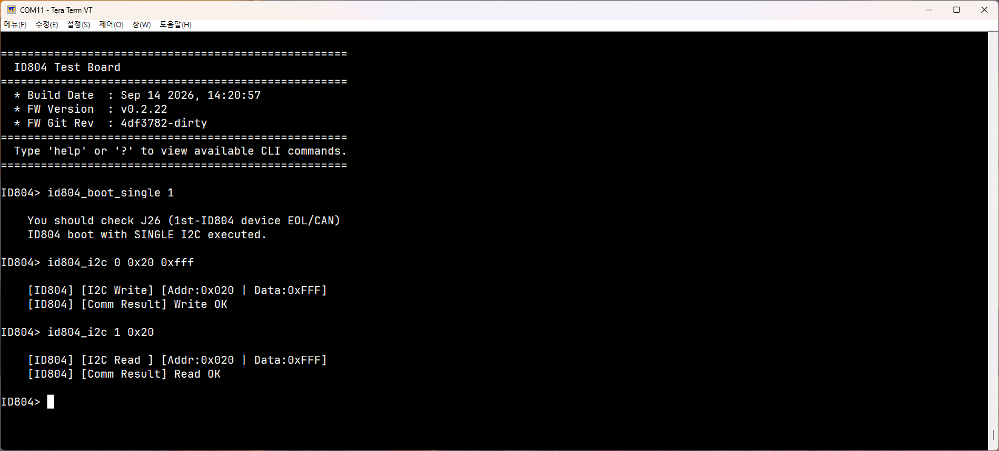 COM11 - Tera Term VT
메뉴(F) 수정(E) 설정(S) 제어(O) 창(W) 도움말(H)
====================================================
  ID804 Test Board
====================================================
  * Build Date  : Sep 14 2026, 14:20:57
  * FW Version  : v0.2.22
  * FW Git Rev  : 4df3782-dirty
====================================================
  Type 'help' or '?' to view available CLI commands.
====================================================
ID804> id804_boot_single 1
    You should check J26 (1st-ID804 device EOL/CAN)
    ID804 boot with SINGLE I2C executed.
ID804> id804_i2c 0 0x20 0xfff
    [ID804] [I2C Write] [Addr:0x020 | Data:0xFFF]
    [ID804] [Comm Result] Write OK
ID804> id804_i2c 1 0x20
    [ID804] [I2C Read ] [Addr:0x020 | Data:0xFFF]
    [ID804] [Comm Result] Read OK
ID804>